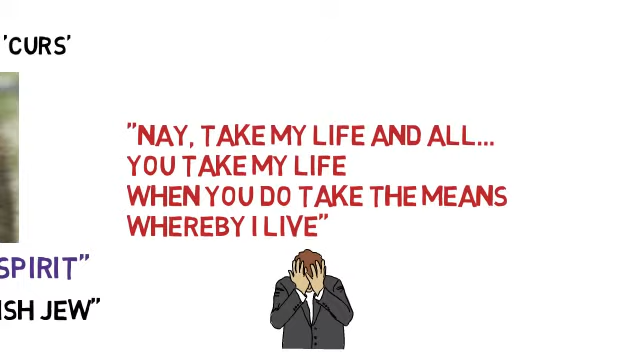 'CURS'
"NAY, TAKE MY LIFE AND ALL...
YOU TAKE MY LIFE
WHEN YOU DO TAKE THE MEANS
WHEREBY I LIVE"
SPIRIT"
ISH JEW"